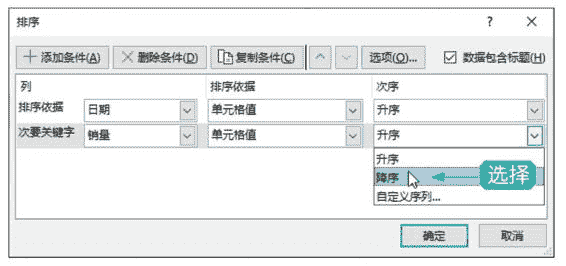 排序
? ×
添加条件(A) 删除条件(D) 复制条件(C) 选项(O)... 数据包含标题(H)
列 排序依据 次序
排序依据 日期 单元格值 升序
次要关键字 销量 单元格值 升序
升序
降序 选择
自定义序列...
确定 取消